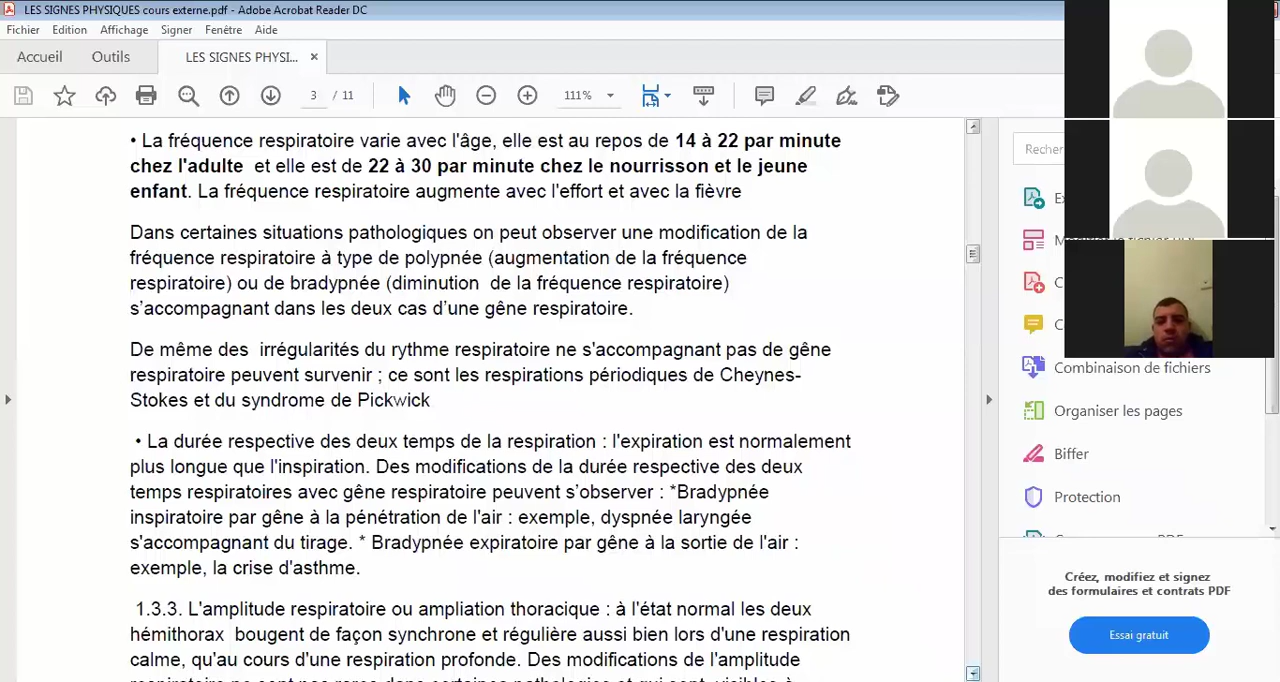 LES SIGNES PHYSIQUES cours externe.pdf - Adobe Acrobat Reader DC
Fichier Edition Affichage Signer Fenêtre Aide
Accueil Outils LES SIGNES PHYSI... ×
3 / 11 111%
• La fréquence respiratoire varie avec l'âge, elle est au repos de 14 à 22 par minute
chez l'adulte et elle est de 22 à 30 par minute chez le nourrisson et le jeune
enfant. La fréquence respiratoire augmente avec l'effort et avec la fièvre
Dans certaines situations pathologiques on peut observer une modification de la
fréquence respiratoire à type de polypnée (augmentation de la fréquence
respiratoire) ou de bradypnée (diminution de la fréquence respiratoire)
s’accompagnant dans les deux cas d’une gêne respiratoire.
De même des irrégularités du rythme respiratoire ne s’accompagnant pas de gêne
respiratoire peuvent survenir ; ce sont les respirations périodiques de Cheynes-
Stokes et du syndrome de Pickwick
• La durée respective des deux temps de la respiration : l'expiration est normalement
plus longue que l'inspiration. Des modifications de la durée respective des deux
temps respiratoires avec gêne respiratoire peuvent s’observer : *Bradypnée
inspiratoire par gêne à la pénétration de l'air : exemple, dyspnée laryngée
s'accompagnant du tirage. * Bradypnée expiratoire par gêne à la sortie de l'air :
exemple, la crise d'asthme.
1.3.3. L'amplitude respiratoire ou ampliation thoracique : à l'état normal les deux
hémithorax bougent de façon synchrone et régulière aussi bien lors d'une respiration
calme, qu'au cours d'une respiration profonde. Des modifications de l'amplitude
Recher
Combinaison de fichiers
Organiser les pages
Biffer
Protection
Créez, modifiez et signez
des formulaires et contrats PDF
Essai gratuit